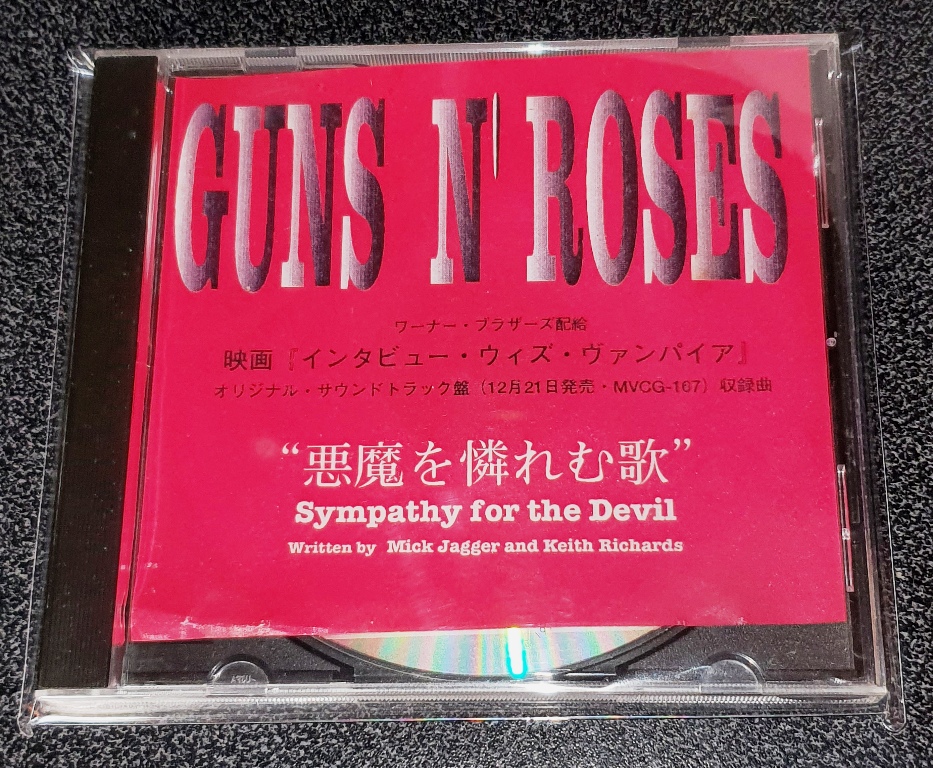 GUNS N' ROSES
ワーナー・ブラザーズ配給
映画『インタビュー・ウィズ・ヴァンパイア』
オリジナル・サウンドトラック盤（12月21日発売・MVCG-167）収録曲
“悪魔を憐れむ歌”
Sympathy for the Devil
Written by Mick Jagger and Keith Richards